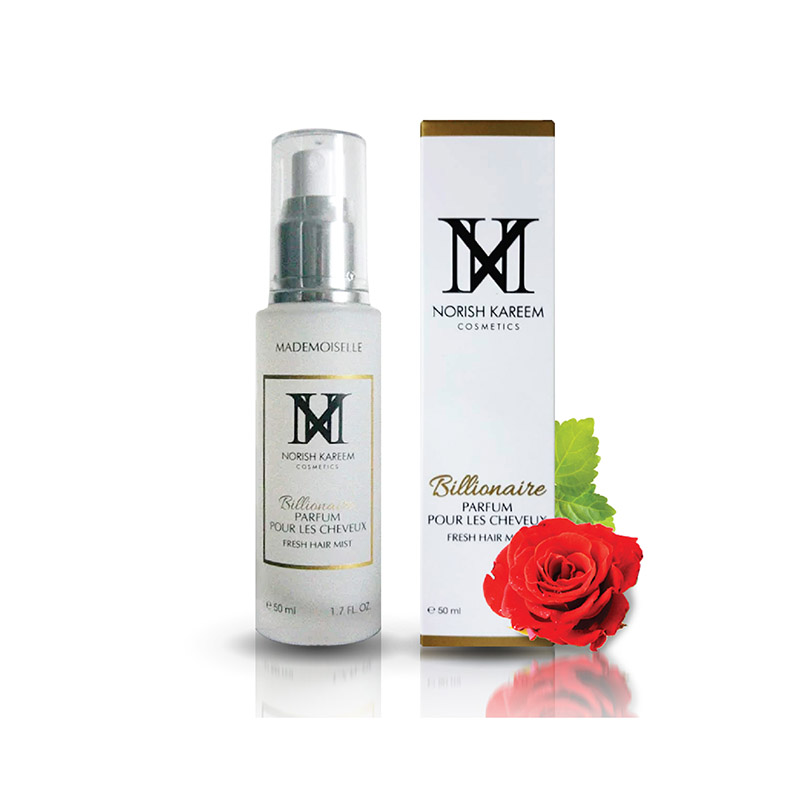 MADEMOISELLE
NORISH KAREEM
COSMETICS
Billionaire
PARFUM
POUR LES CHEVEUX
FRESH HAIR MIST
e 50 ml 1.7 FL. OZ.
NORISH KAREEM
COSMETICS
Billionaire
PARFUM
POUR LES CHEVEUX
FRESH HAIR
e 50 ml